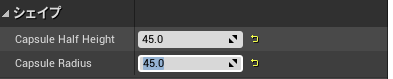 シェイプ
Capsule Half Height 45.0
Capsule Radius 45.0